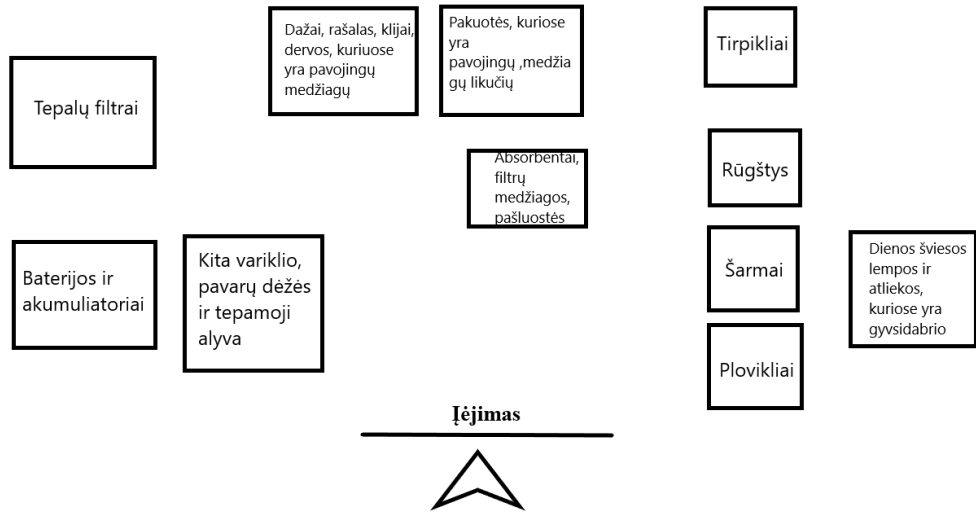 Dažai, rašalas, klijai,
dervos, kuriuose
yra pavojingų
medžiagų
Pakuotės, kuriose
yra
pavojingų ,medžia
gų likučių
Tirpikliai
Tepalų filtrai
Absorbentai,
filtrų
medžiagos,
pašluostės
Rūgštys
Baterijos ir
akumuliatoriai
Kita variklio,
pavarų dėžės
ir tepamoji
alyva
Šarmai
Dienos šviesos
lempos ir
atliekos,
kuriose yra
gyvsidabrio
Plovikliai
Įėjimas